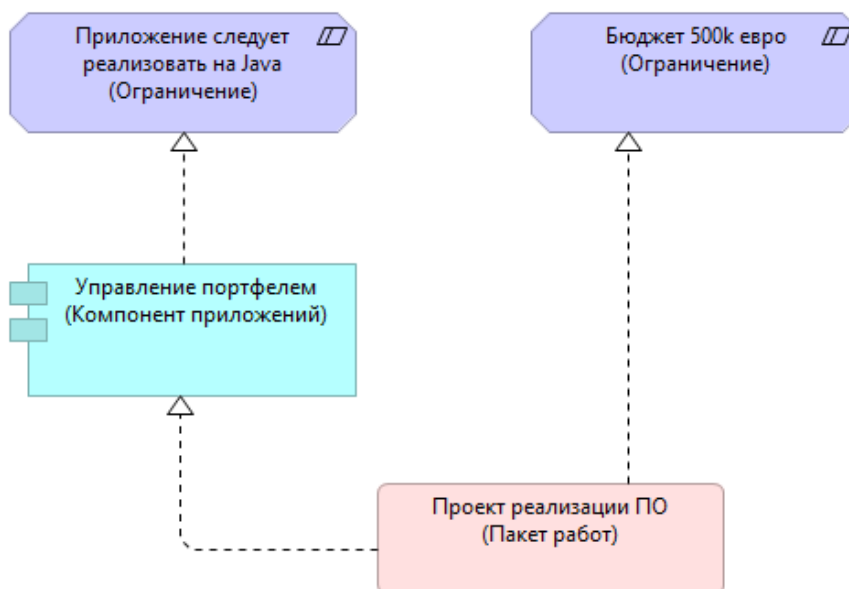 Приложение следует
реализовать на Java
(Ограничение)
Бюджет 500k евро
(Ограничение)
Управление портфелем
(Компонент приложений)
Проект реализации ПО
(Пакет работ)